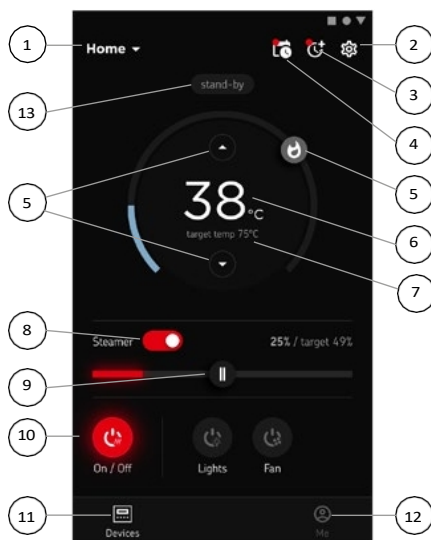 1
Home
2
3
13
stand-by
4
5
5
38°C
6
target temp 75°C
7
8
Steamer
25% / target 49%
9
10
On / Off
Lights
Fan
11
12
Devices
Me